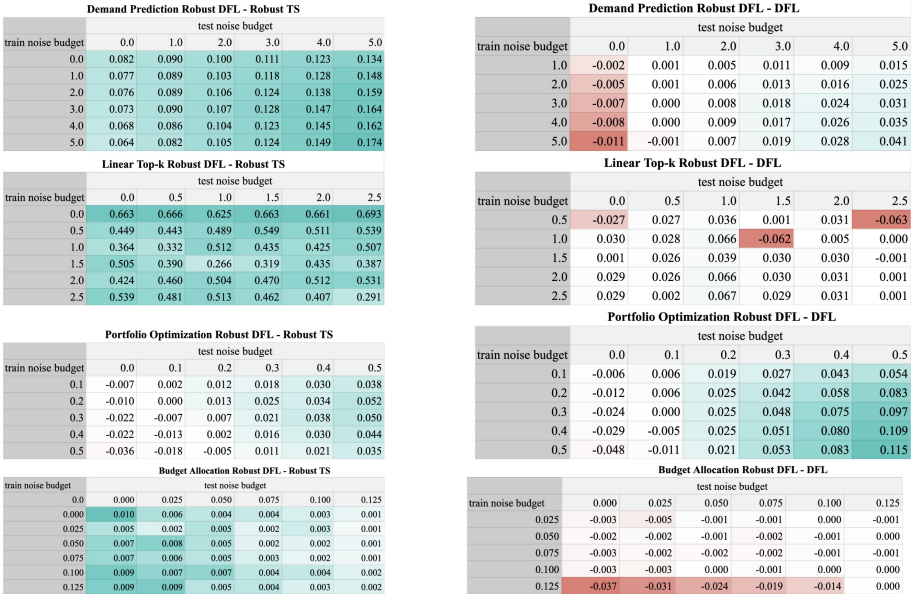 Demand Prediction Robust DFL - Robust TS
test noise budget
train noise budget 0.0 1.0 2.0 3.0 4.0 5.0
0.0 0.082 0.090 0.100 0.111 0.123 0.134
1.0 0.077 0.089 0.103 0.118 0.128 0.148
2.0 0.076 0.089 0.106 0.124 0.138 0.159
3.0 0.073 0.090 0.107 0.128 0.147 0.164
4.0 0.068 0.086 0.104 0.123 0.145 0.162
5.0 0.064 0.082 0.105 0.124 0.149 0.174
Linear Top-k Robust DFL - Robust TS
test noise budget
train noise budget 0.0 0.5 1.0 1.5 2.0 2.5
0.0 0.663 0.666 0.625 0.663 0.661 0.693
0.5 0.449 0.443 0.489 0.549 0.511 0.539
1.0 0.364 0.332 0.512 0.435 0.425 0.507
1.5 0.505 0.390 0.266 0.319 0.435 0.387
2.0 0.424 0.460 0.504 0.470 0.512 0.531
2.5 0.539 0.481 0.513 0.462 0.407 0.291
Portfolio Optimization Robust DFL - Robust TS
test noise budget
train noise budget 0.0 0.1 0.2 0.3 0.4 0.5
0.1 -0.007 0.002 0.012 0.018 0.030 0.038
0.2 -0.010 0.000 0.013 0.025 0.034 0.052
0.3 -0.022 -0.007 0.007 0.021 0.038 0.050
0.4 -0.022 -0.013 0.002 0.016 0.030 0.044
0.5 -0.036 -0.018 -0.005 0.011 0.021 0.035
Budget Allocation Robust DFL - Robust TS
train noise budget test noise budget
0.0 0.000 0.025 0.050 0.075 0.100 0.125
0.000 0.010 0.006 0.004 0.004 0.003 0.001
0.025 0.005 0.002 0.005 0.002 0.003 0.001
0.050 0.007 0.008 0.005 0.002 0.002 0.001
0.075 0.007 0.006 0.005 0.003 0.002 0.001
0.100 0.009 0.007 0.007 0.004 0.004 0.003 0.002
0.125 0.009 0.009 0.005 0.004 0.003 0.002
Demand Prediction Robust DFL - DFL
test noise budget
train noise budget 0.0 1.0 2.0 3.0 4.0 5.0
1.0 -0.002 0.001 0.005 0.011 0.009 0.015
2.0 -0.005 0.001 0.006 0.013 0.016 0.025
3.0 -0.007 0.000 0.008 0.018 0.024 0.031
4.0 -0.008 0.000 0.009 0.017 0.026 0.035
5.0 -0.011 -0.001 0.007 0.019 0.028 0.041
Linear Top-k Robust DFL - DFL
test noise budget
train noise budget 0.0 0.5 1.0 1.5 2.0 2.5
0.5 -0.027 0.027 0.036 0.001 0.031 -0.063
1.0 0.030 0.028 0.066 -0.062 0.005 0.000
1.5 0.001 0.026 0.039 0.030 0.030 -0.001
2.0 0.029 0.026 0.066 0.030 0.031 0.001
2.5 0.029 0.002 0.067 0.029 0.031 0.001
Portfolio Optimization Robust DFL - DFL
test noise budget
train noise budget 0.0 0.1 0.2 0.3 0.4 0.5
0.1 -0.006 0.006 0.019 0.027 0.043 0.054
0.2 -0.012 0.006 0.025 0.042 0.058 0.083
0.3 -0.024 0.000 0.025 0.048 0.075 0.097
0.4 -0.029 -0.005 0.025 0.051 0.080 0.109
0.5 -0.048 -0.011 0.021 0.053 0.083 0.115
Budget Allocation Robust DFL - DFL
test noise budget
train noise budget 0.000 0.025 0.050 0.075 0.100 0.125
0.025 -0.003 -0.005 -0.001 -0.001 0.000 -0.001
0.050 -0.002 -0.002 -0.001 -0.002 -0.001 0.000
0.075 -0.003 -0.002 -0.002 -0.002 -0.001 0.000
0.100 -0.003 -0.003 0.000 -0.001 -0.001 0.000
0.125 -0.037 -0.031 -0.024 -0.019 -0.014 0.000